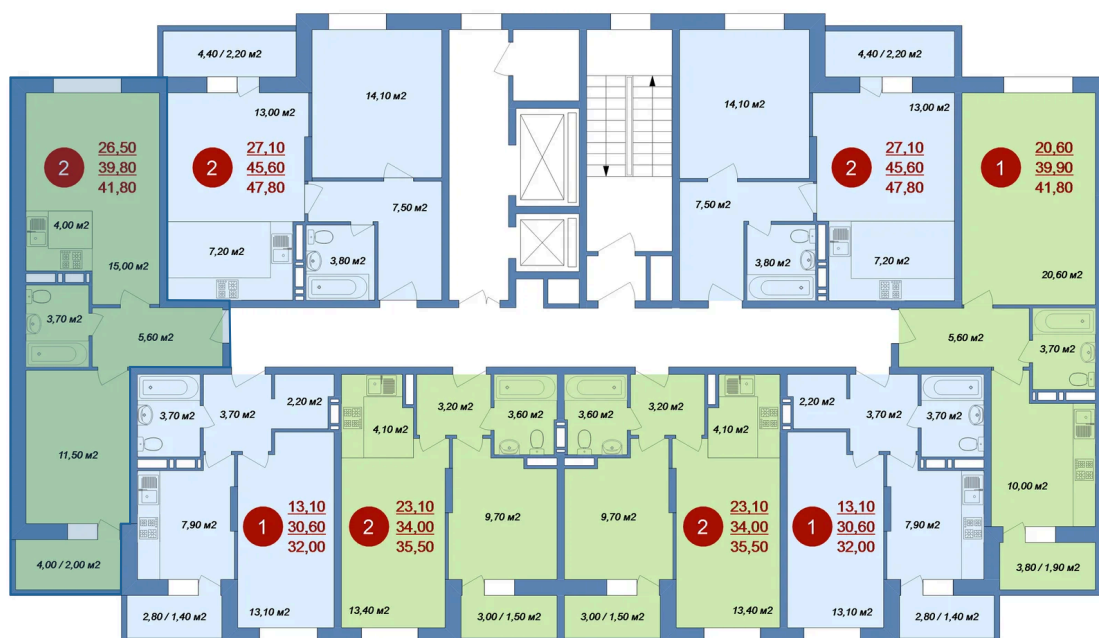 4,40 / 2,20 м2
14,10 м2
13,00 м2
2
27,10
45,60
47,80
7,20 м2
7,50 м2
3,80 м2
2
26,50
39,80
41,80
4,00 м2
15,00 м2
3,70 м2
5,60 м2
11,50 м2
4,00 / 2,00 м2
14,10 м2
4,40 / 2,20 м2
13,00 м2
2
27,10
45,60
47,80
7,50 м2
3,80 м2
7,20 м2
1
20,60
39,90
41,80
20,60 м2
5,60 м2
3,70 м2
10,00 м2
3,80 / 1,90 м2
3,70 м2
3,70 м2
2,20 м2
7,90 м2
1
13,10
30,60
32,00
13,10 м2
2,80 / 1,40 м2
4,10 м2
3,20 м2
3,60 м2
2
23,10
34,00
35,50
9,70 м2
13,40 м2
3,00 / 1,50 м2
3,60 м2
3,20 м2
4,10 м2
9,70 м2
2
23,10
34,00
35,50
13,40 м2
3,00 / 1,50 м2
2,20 м2
3,70 м2
3,70 м2
1
13,10
30,60
32,00
7,90 м2
13,10 м2
2,80 / 1,40 м2